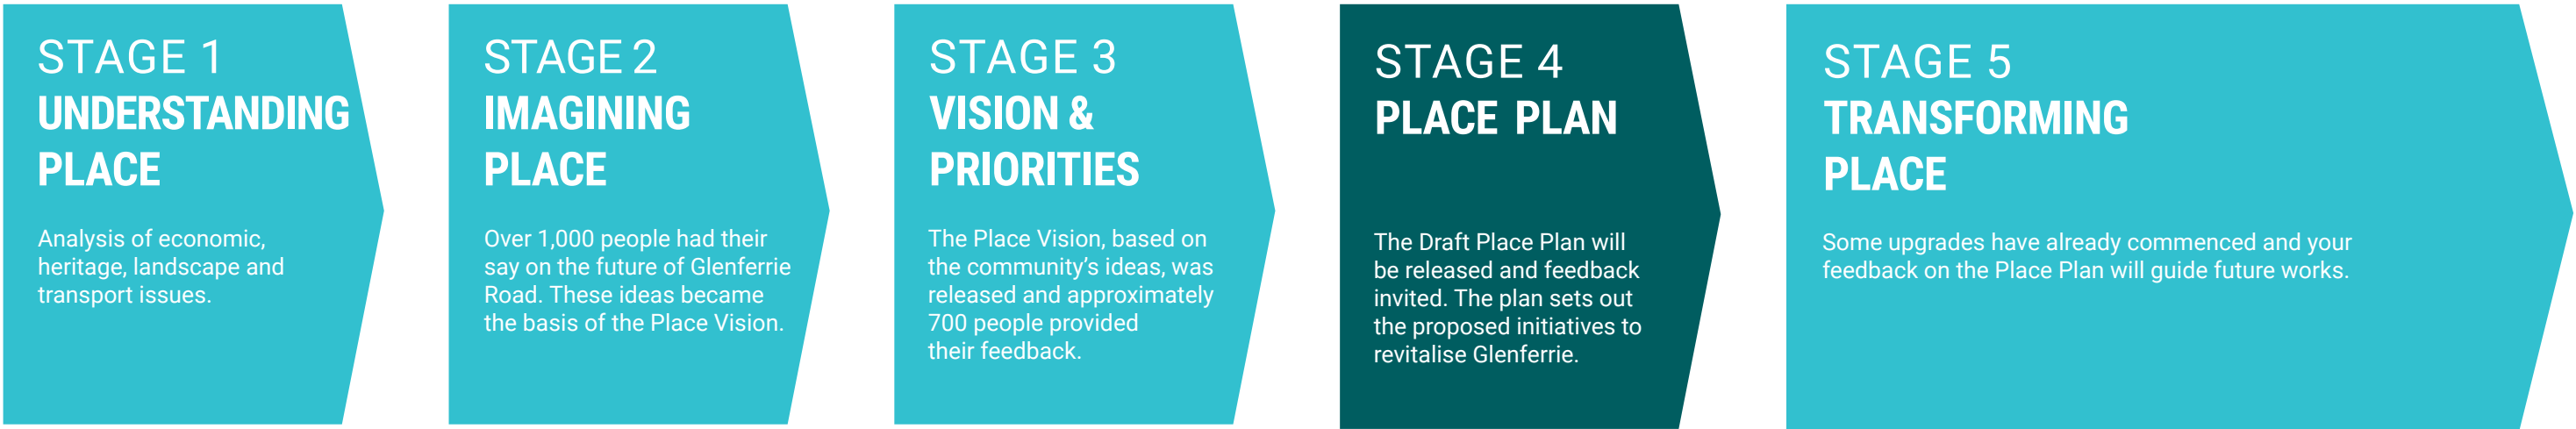 STAGE 1
UNDERSTANDING
PLACE
Analysis of economic,
heritage, landscape and
transport issues.
STAGE 2
IMAGINING
PLACE
Over 1,000 people had their
say on the future of Glenferrie
Road. These ideas became
the basis of the Place Vision.
STAGE 3
VISION &
PRIORITIES
The Place Vision, based on
the community’s ideas, was
released and approximately
700 people provided
their feedback.
STAGE 4
PLACE PLAN
The Draft Place Plan will
be released and feedback
invited. The plan sets out
the proposed initiatives to
revitalise Glenferrie.
STAGE 5
TRANSFORMING
PLACE
Some upgrades have already commenced and your
feedback on the Place Plan will guide future works.